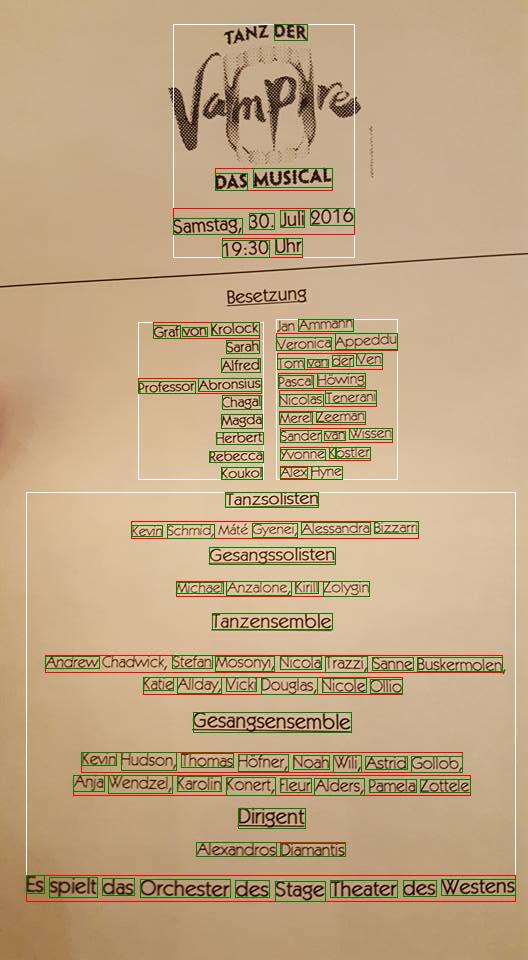 TANZ DER
Vampire
DAS MUSICAL
Samstag, 30. Juli 2016
19:30 Uhr
Besetzung
Graf von Krolock Jan Ammann
Sarah Veronica Appeddu
Alfred Tom van der Ven
Professor Abronsius Pascal Höwing
Chagal Nicolas Tenerani
Magda Merel Zeeman
Herbert Sander van Wissen
Rebecca Yvonne Köstler
Koukol Alex Hyne
Tanzsolisten
Kevin Schmid, Máté Gyenei, Alessandra Bizzarri
Gesangssolisten
Michael Anzalone, Kirill Zolygin
Tanzensemble
Andrew Chadwick, Stefan Mosonyi, Nicola Trazzi, Sanne Buskermolen,
Katie Allday, Vicki Douglas, Nicole Ollio
Gesangsensemble
Kevin Hudson, Thomas Höfner, Noah Wili, Astrid Gollob,
Anja Wendzel, Karolin Konert, Fleur Alders, Pamela Zottele
Dirigent
Alexandros Diamantis
Es spielt das Orchester des Stage Theater des Westens